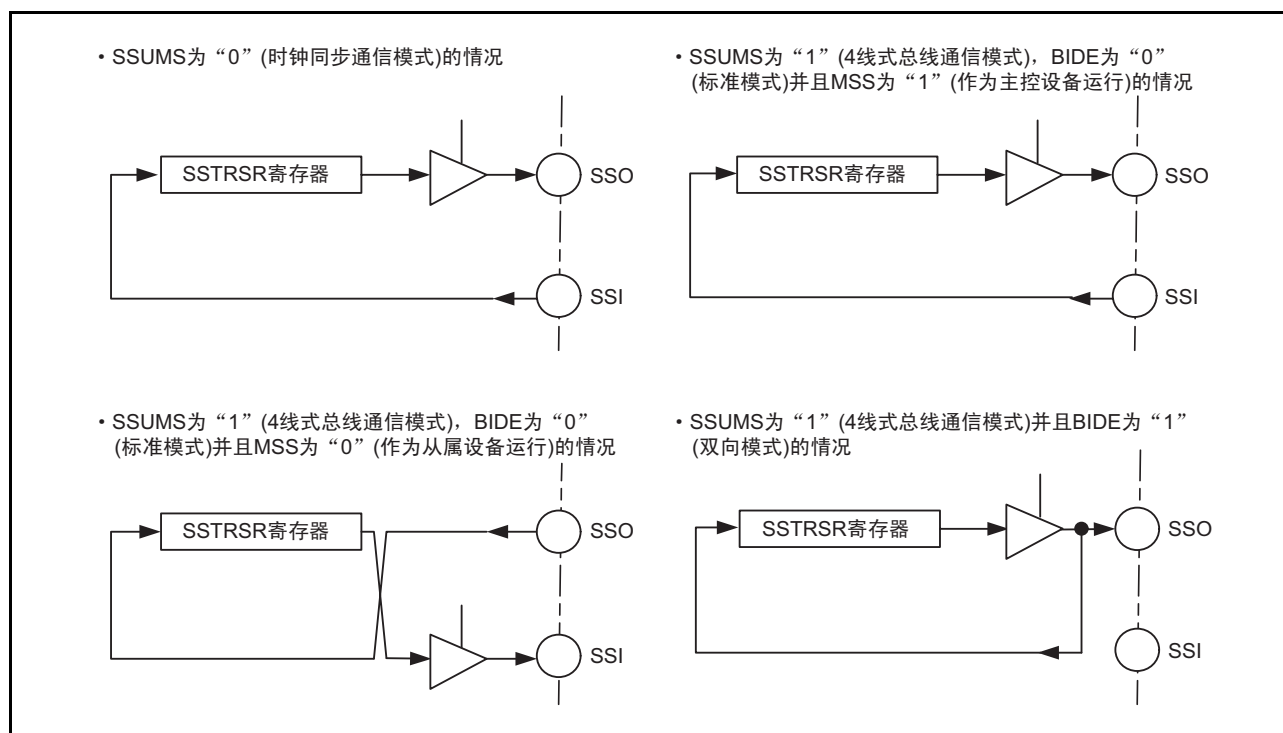 • SSUMS为“0”(时钟同步通信模式)的情况
SSTRSR寄存器
SSO
SSI
• SSUMS为“1”(4线式总线通信模式)，BIDE为“0”
(标准模式)并且MSS为“1”(作为主控设备运行)的情况
SSTRSR寄存器
SSO
SSI
• SSUMS为“1”(4线式总线通信模式)，BIDE为“0”
(标准模式)并且MSS为“0”(作为从属设备运行)的情况
SSTRSR寄存器
SSO
SSI
• SSUMS为“1”(4线式总线通信模式)并且BIDE为“1”
(双向模式)的情况
SSTRSR寄存器
SSO
SSI